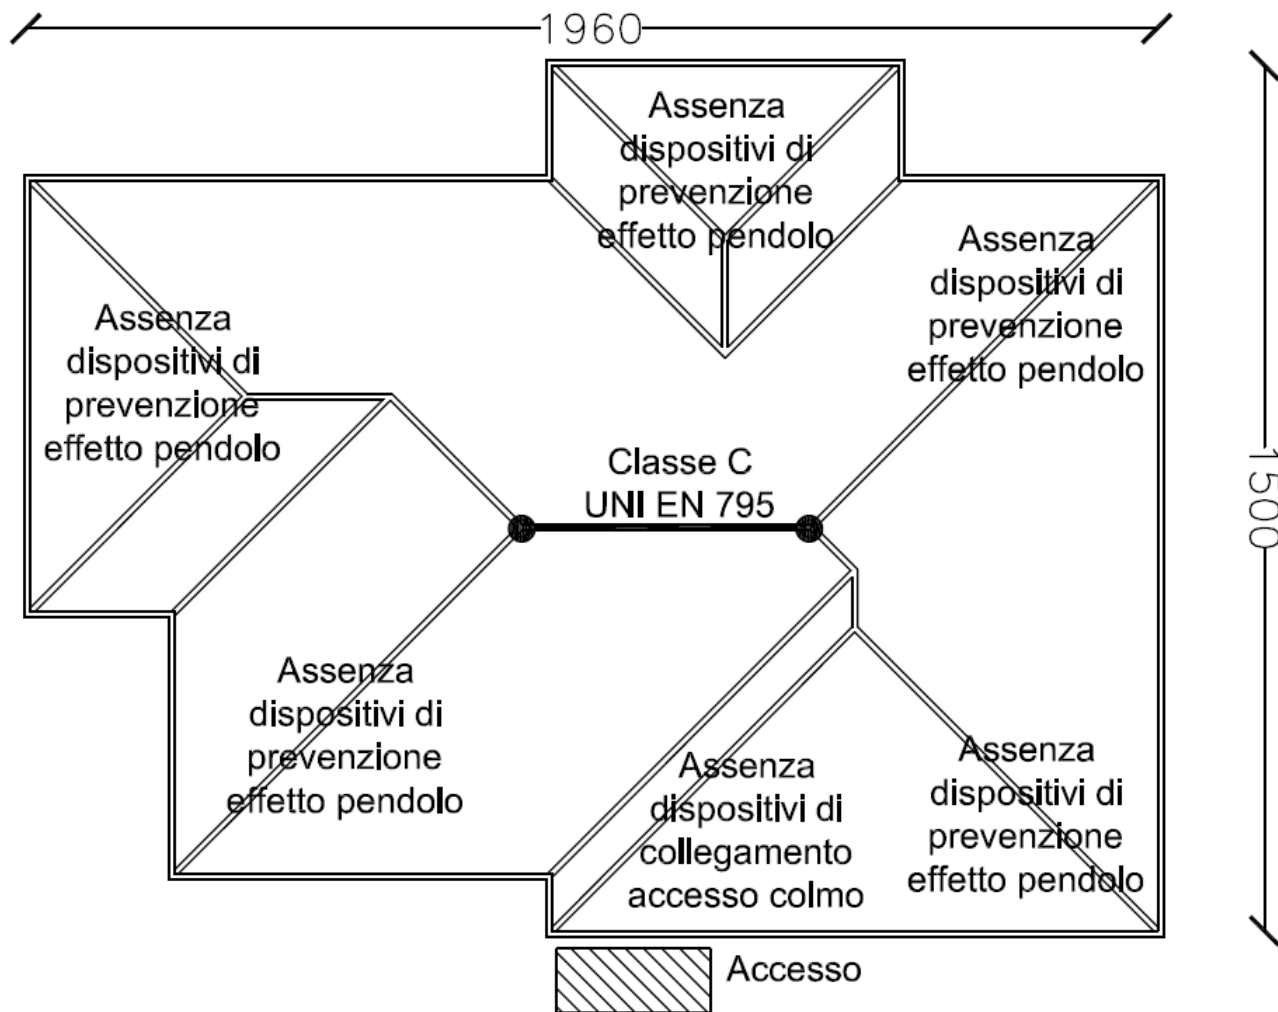 1960
Assenza
dispositivi di
prevenzione
effetto pendolo
Assenza
dispositivi di
prevenzione
effetto pendolo
Assenza
dispositivi di
prevenzione
effetto pendolo
Classe C
UNI EN 795
1500
Assenza
dispositivi di
prevenzione
effetto pendolo
Assenza
dispositivi di
collegamento
accesso colmo
Assenza
dispositivi di
prevenzione
effetto pendolo
Accesso